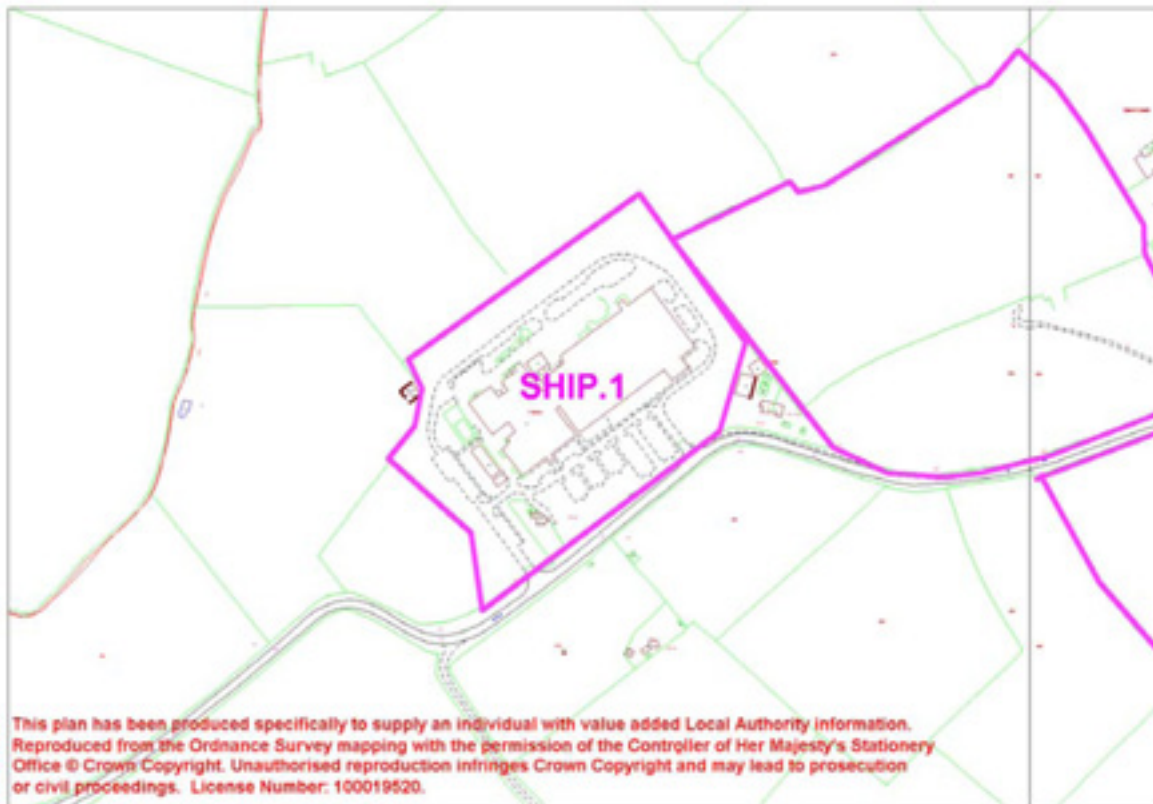 SHIP.1
This plan has been produced specifically to supply an individual with value added Local Authority information.
Reproduced from the Ordnance Survey mapping with the permission of the Controller of Her Majesty's Stationery
Office © Crown Copyright. Unauthorised reproduction infringes Crown Copyright and may lead to prosecution
or civil proceedings. License Number: 100019520.